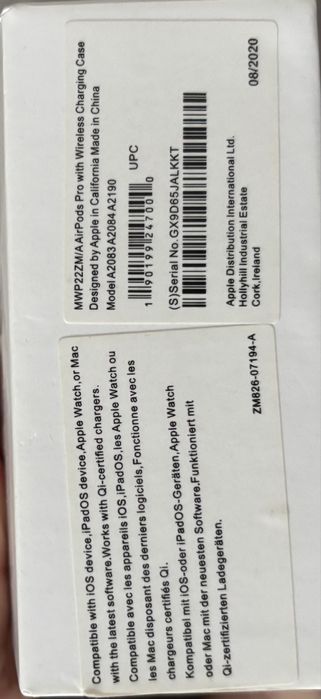 MWP22ZM/A AirPods Pro with Wireless Charging Case
Designed by Apple in California Made in China
Model A2083 A2084 A2190
UPC
1 90199 24700 0
(S)Serial No.GX9D65JALKKT
Apple Distribution International Ltd.
Hollyhill Industrial Estate
Cork,Ireland
08/2020
Compatible with iOS device,iPadOS device,Apple Watch,or Mac
with the latest software.Works with Qi-certified chargers.
Compatible avec les appareils iOS,iPadOS,les Apple Watch ou
les Mac disposant des derniers logiciels,Fonctionne avec les
chargeurs certifiés Qi.
Kompatibel mit iOS-oder iPadOS-Geräten,Apple Watch
oder Mac mit der neuesten Software,Funktioniert mit
Qi-zertifizierten Ladegeräten.
ZM826-07194-A